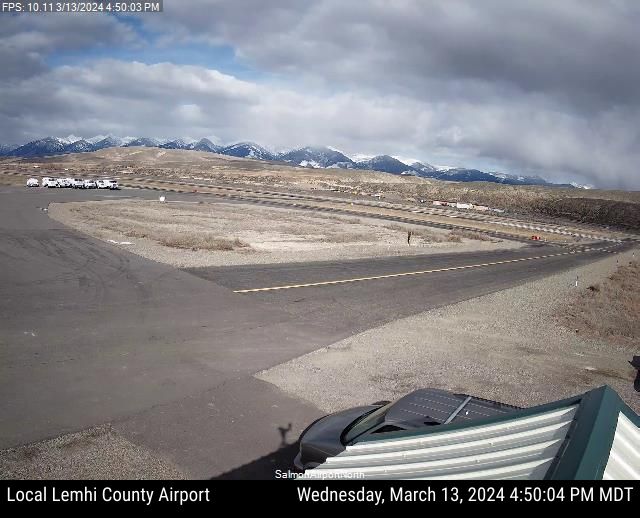 FPS: 10.11 3/13/2024 4:50:03 PM
SalmonAirportnorth
Local Lemhi County Airport Wednesday, March 13, 2024 4:50:04 PM MDT